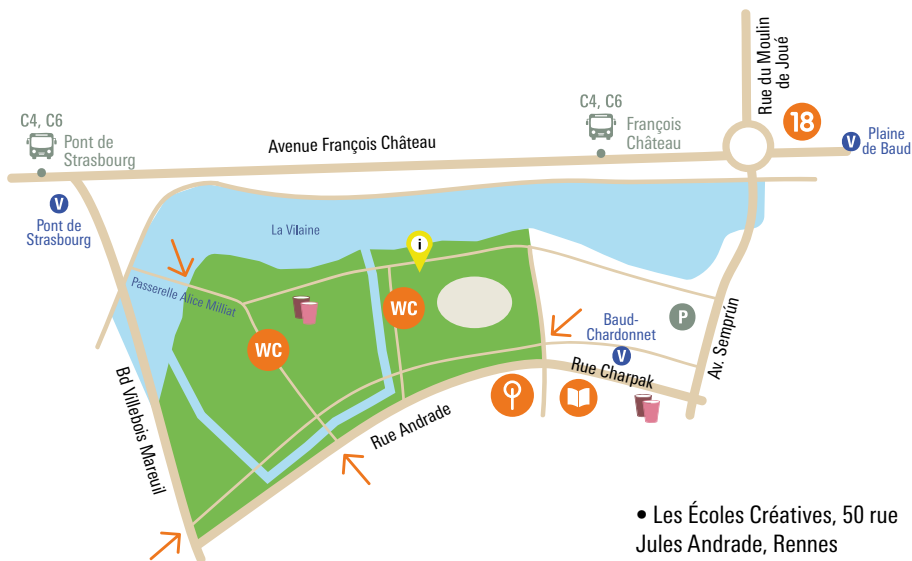 Rue du Moulin
de Joué
C4, C6
Pont de
Strasbourg
Avenue François Château
C4, C6
François
Château
18
V
Plaine
de Baud
V
Pont de
Strasbourg
La Vilaine
i
Passerelle Alice Milliat
WC
WC
P
Baud-
Chardonnet
V
Av. Semprún
Rue Charpak
Bd Villebois Mareuil
Rue Andrade
• Les Écoles Créatives, 50 rue
Jules Andrade, Rennes